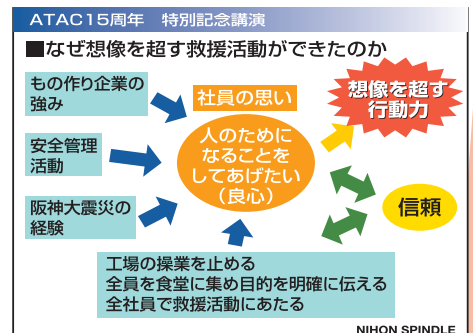 ATAC15周年 特別記念講演
■なぜ想像を超す救援活動ができたのか
もの作り企業の
強み
安全管理
活動
阪神大震災の
経験
社員の思い
人のために
なることを
してあげたい
(良心)
想像を超す
行動力
信頼
工場の操業を止める
全員を食堂に集め目的を明確に伝える
全社員で救援活動にあたる
NIHON SPINDLE